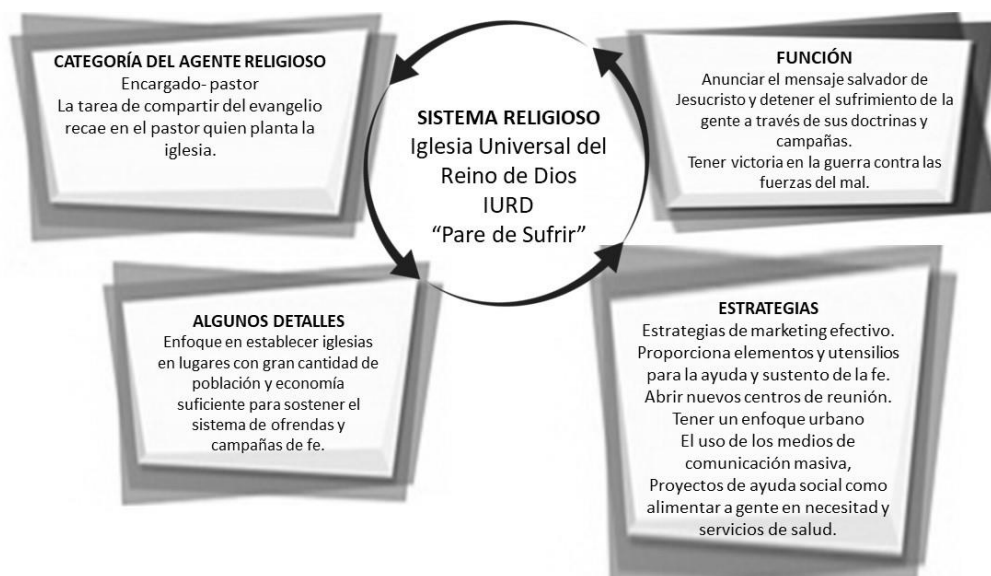 CATEGORÍA DEL AGENTE RELIGIOSO
Encargado- pastor
La tarea de compartir del evangelio
recae en el pastor quien planta la
iglesia.
SISTEMA RELIGIOSO
Iglesia Universal del
Reino de Dios
IURD
“Pare de Sufrir”
FUNCIÓN
Anunciar el mensaje salvador de
Jesucristo y detener el sufrimiento de la
gente a través de sus doctrinas y
campañas.
Tener victoria en la guerra contra las
fuerzas del mal.
ALGUNOS DETALLES
Enfoque en establecer iglesias
en lugares con gran cantidad de
población y economía
suficiente para sostener el
sistema de ofrendas y
campañas de fe.
ESTRATEGIAS
Estrategias de marketing efectivo.
Proporciona elementos y utensilios
para la ayuda y sustento de la fe.
Abrir nuevos centros de reunión.
Tener un enfoque urbano
El uso de los medios de
comunicación masiva,
Proyectos de ayuda social como
alimentar a gente en necesitad y
servicios de salud.